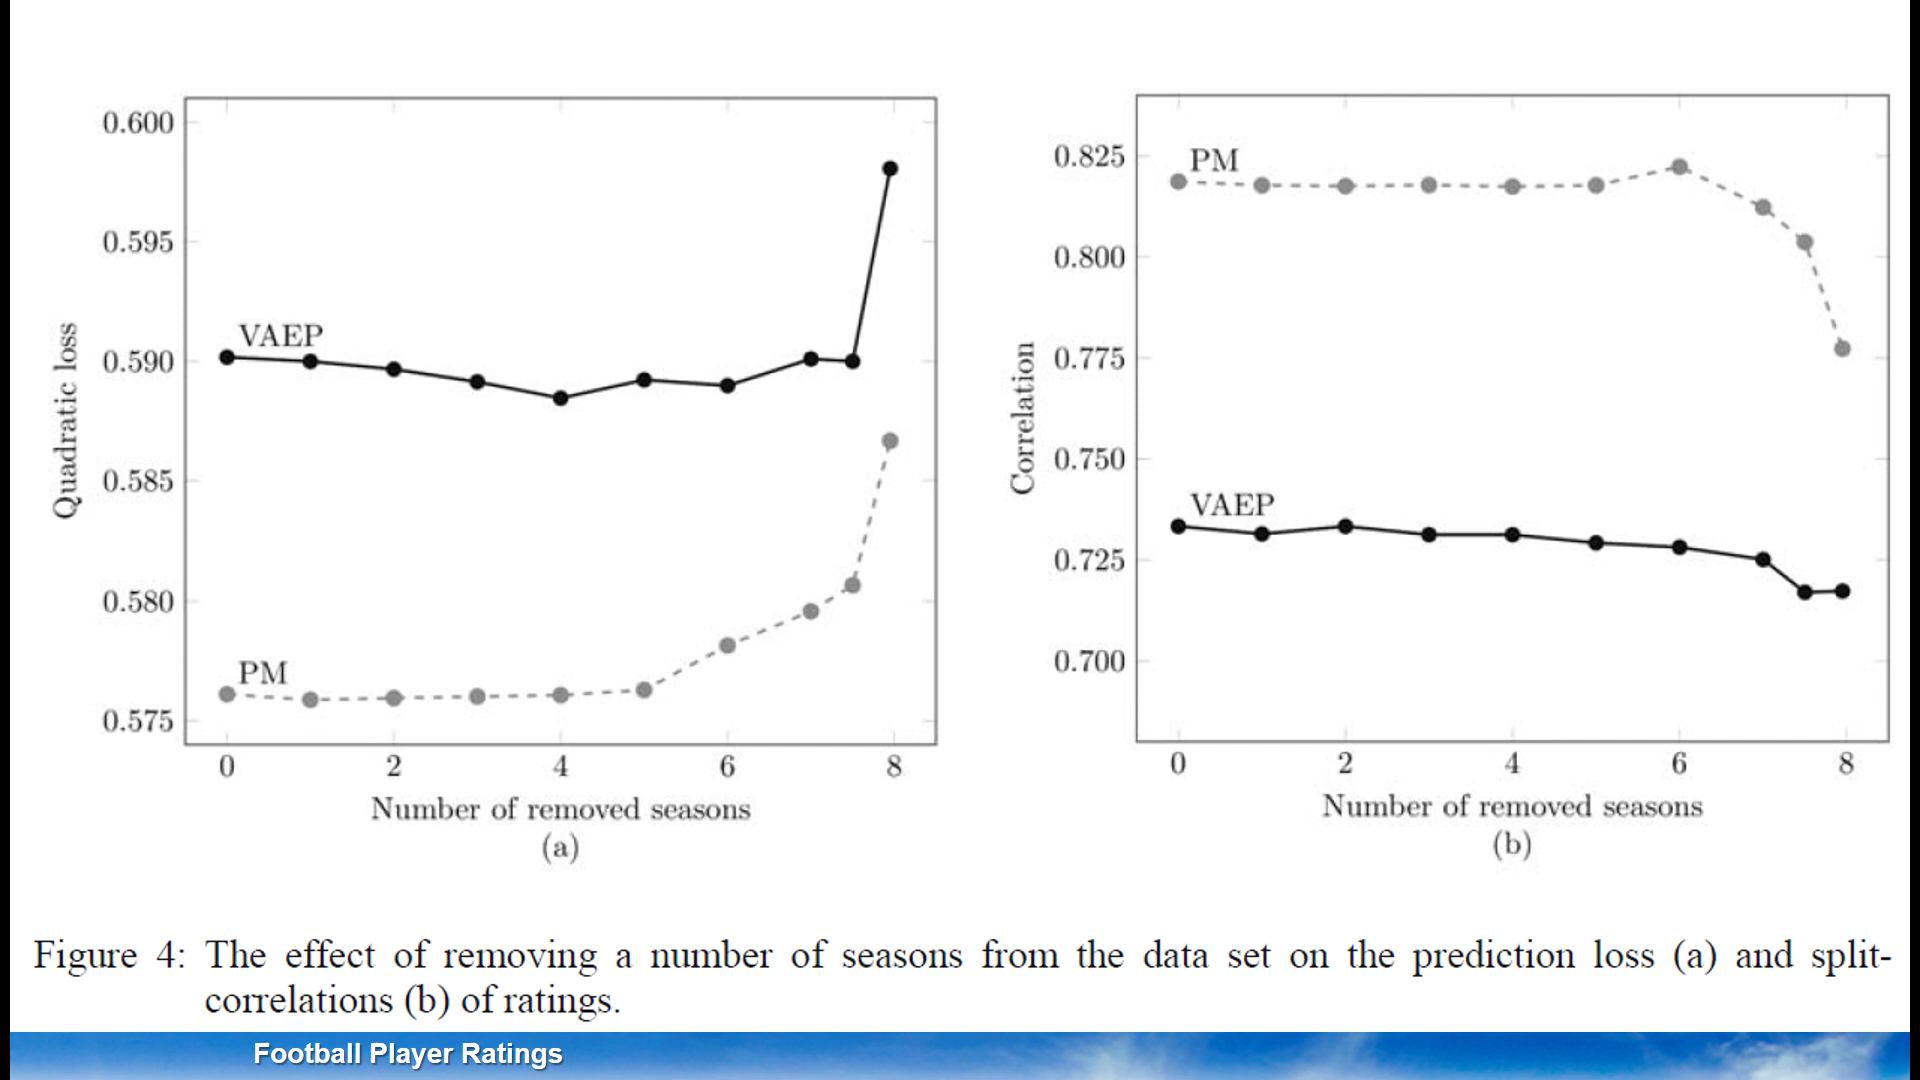 0.600
0.595
0.590
0.585
0.580
0.575
Quadratic loss
VAEP
PM
0 2 4 6 8
Number of removed seasons
(a)
0.825
0.800
0.775
0.750
0.725
0.700
Correlation
PM
VAEP
0 2 4 6 8
Number of removed seasons
(b)
Figure 4: The effect of removing a number of seasons from the data set on the prediction loss (a) and split-
correlations (b) of ratings.
Football Player Ratings